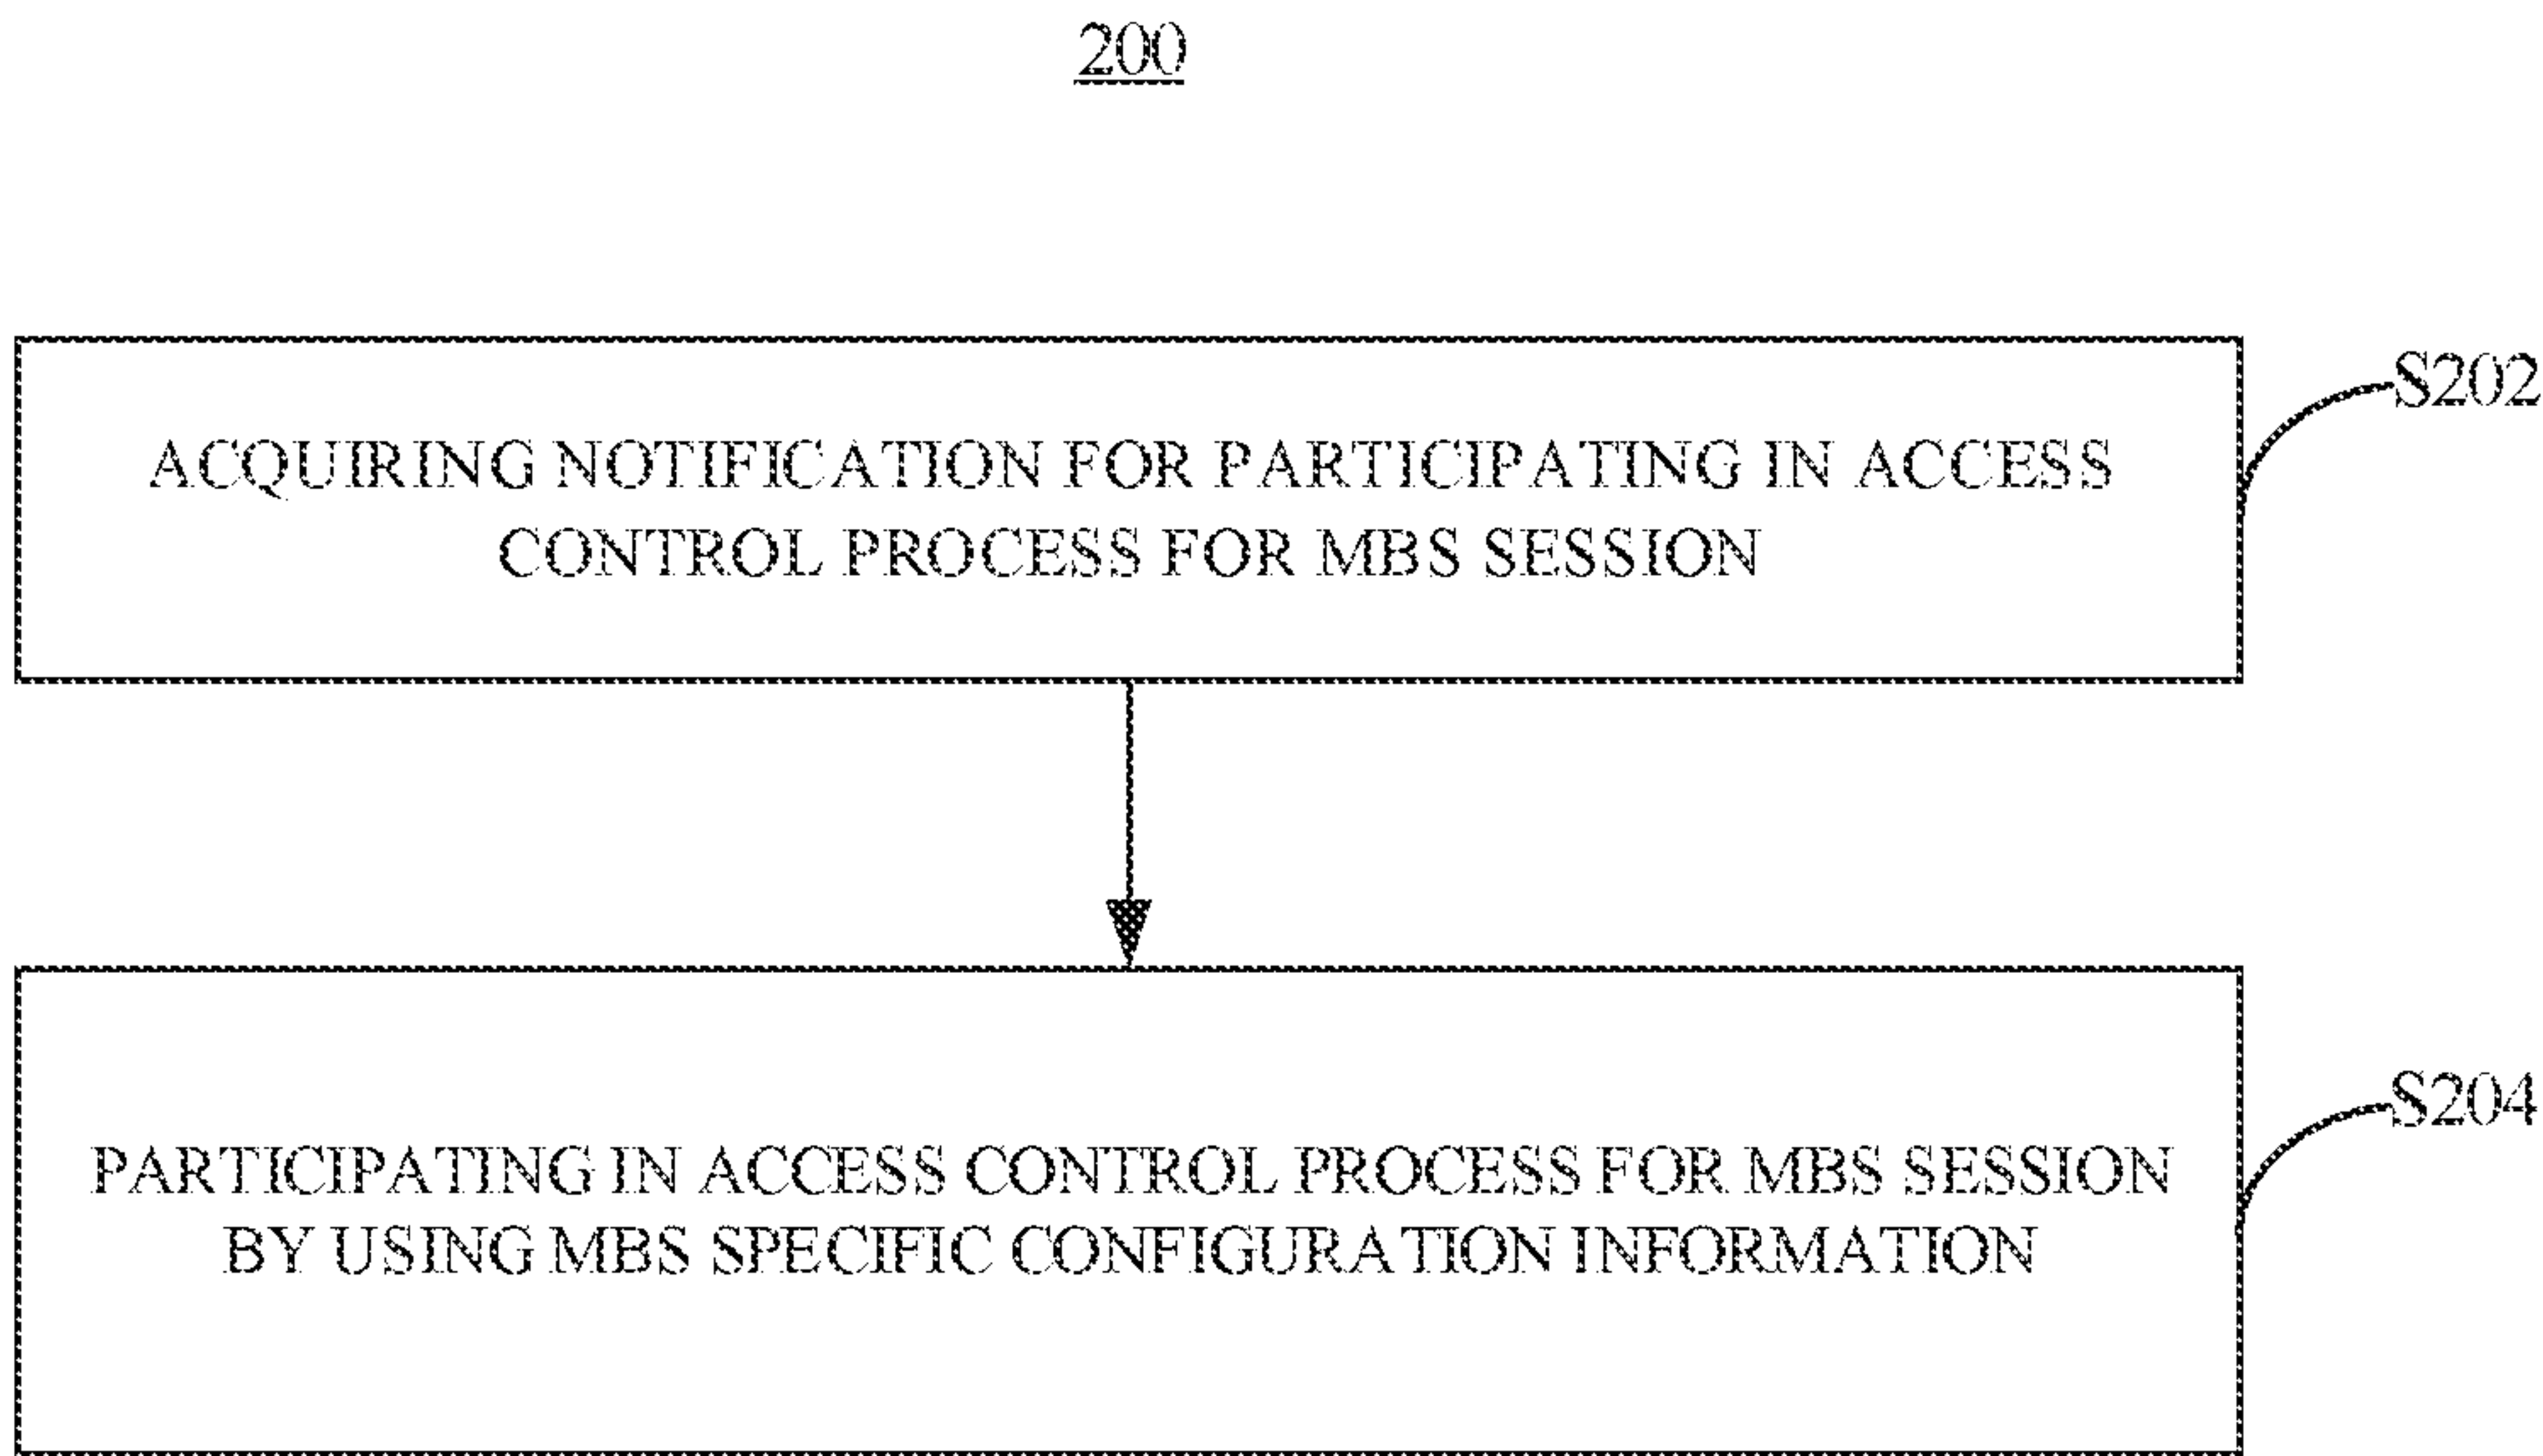 200
ACQUIRING NOTIFICATION FOR PARTICIPATING IN ACCESS
CONTROL PROCESS FOR MBS SESSION
S202
PARTICIPATING IN ACCESS CONTROL PROCESS FOR MBS SESSION
BY USING MBS SPECIFIC CONFIGURATION INFORMATION
S204